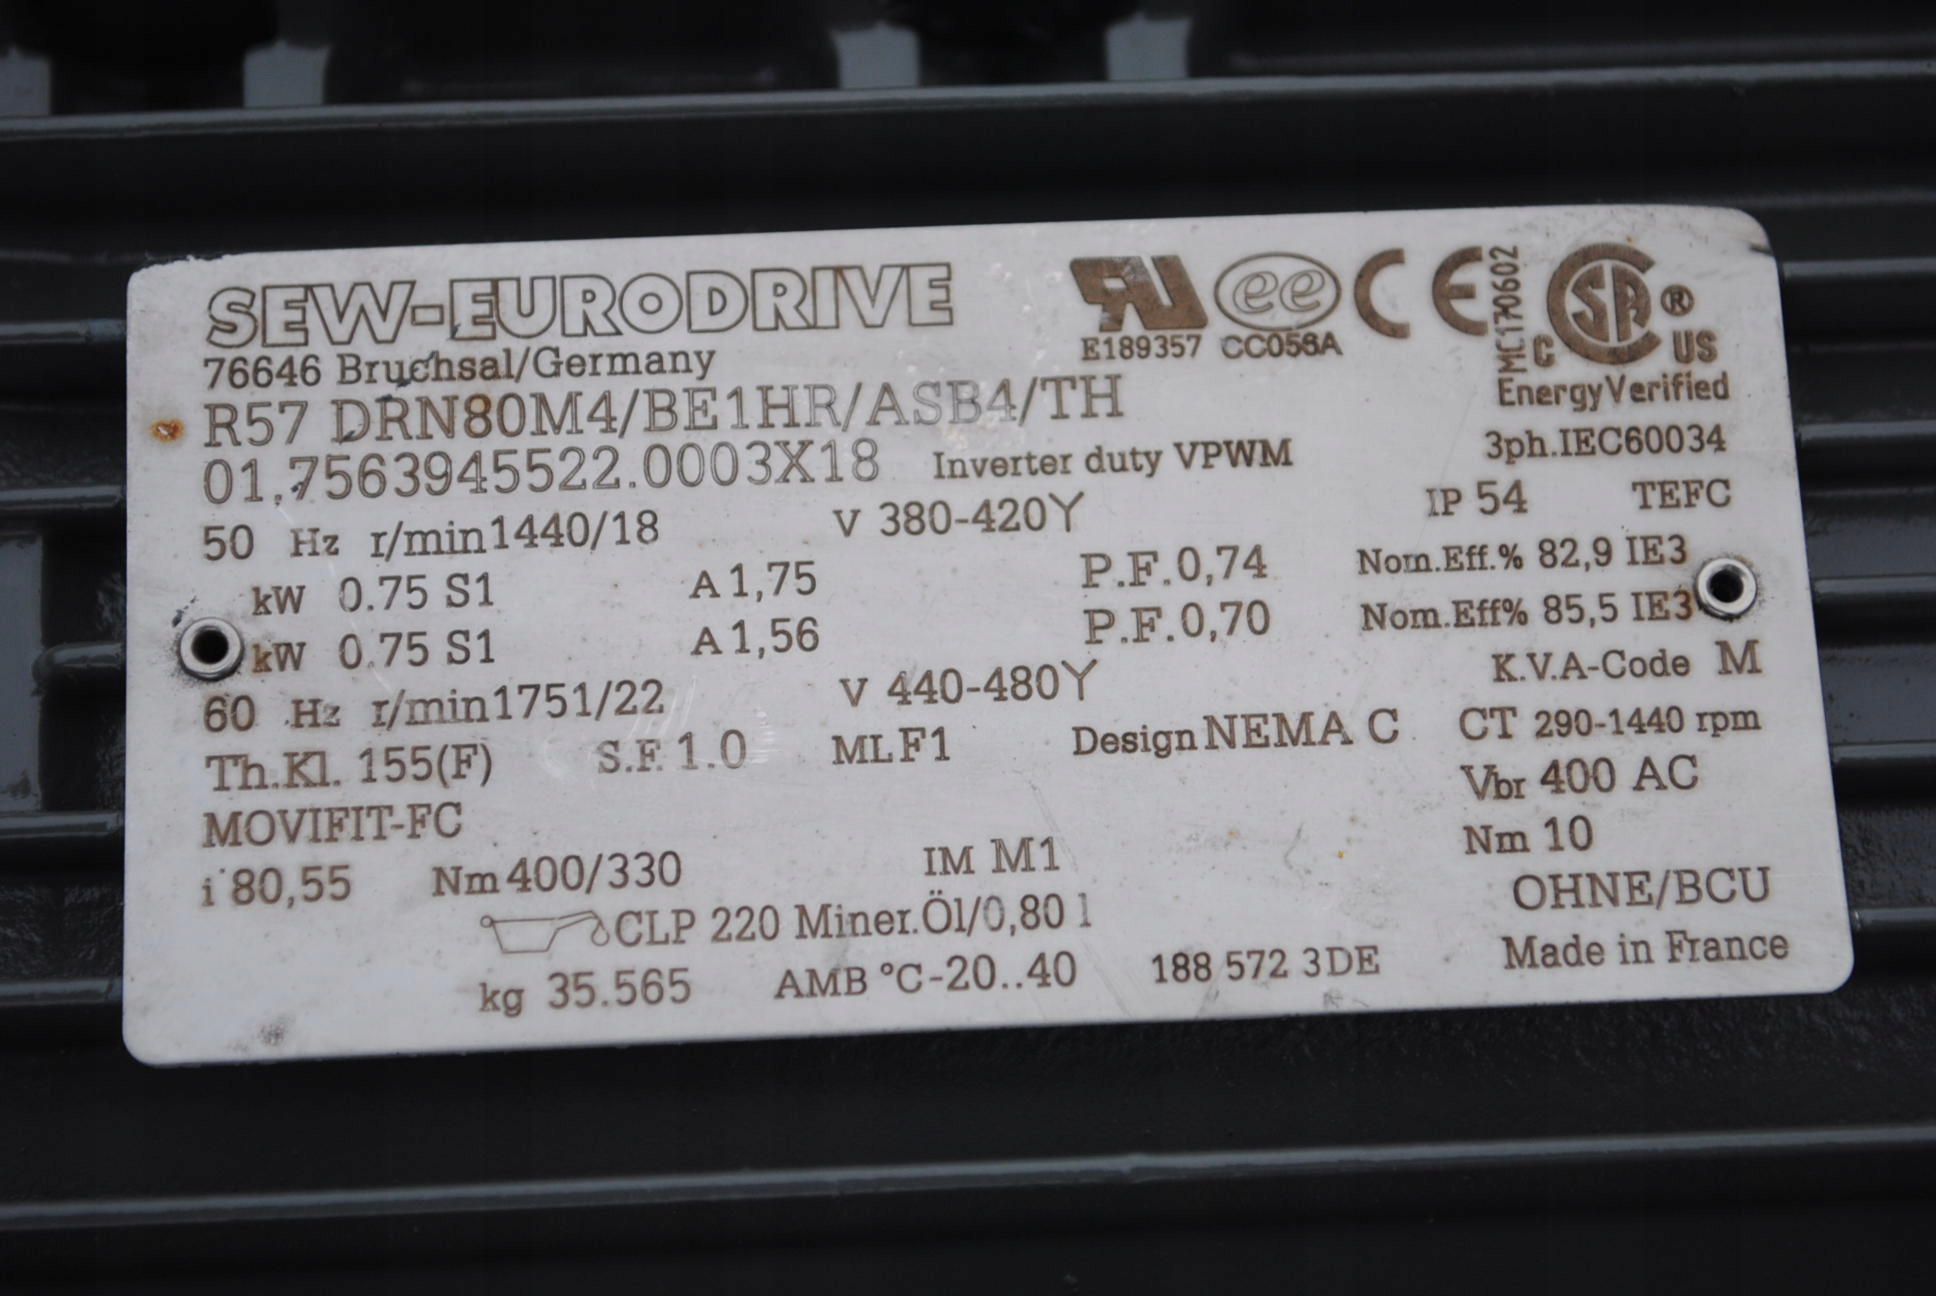 SEW-EURODRIVE
76646 Bruchsal/Germany
E189357 CC056A
ee CE
MC170602
C SA ® US
EnergyVerified
R57 DRN80M4/BE1HR/ASB4/TH
01.7563945522.0003X18 Inverter duty VPWM 3ph.IEC60034
50 Hz r/min1440/18 V 380-420Y IP 54 TEFC
kW 0.75 S1 A 1,75 P.F.0,74 Nom.Eff.% 82,9 IE3
kW 0.75 S1 A 1,56 P.F.0,70 Nom.Eff% 85,5 IE3
60 Hz r/min1751/22 V 440-480Y K.V.A-Code M
Th.Kl. 155(F) S.F. 1.0 ML F1 Design NEMA C CT 290-1440 rpm
MOVIFIT-FC Vbr 400 AC
i 80,55 Nm 400/330 IM M1 Nm 10
CLP 220 Miner.Öl/0,80 l OHNE/BCU
kg 35.565 AMB °C -20..40 188 572 3DE Made in France